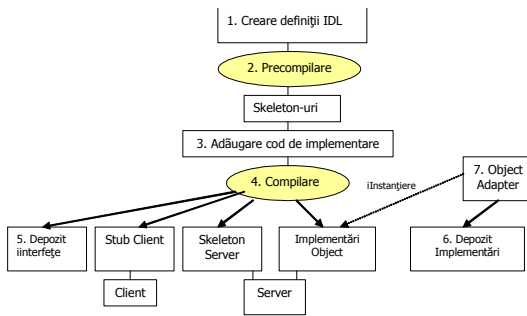 1. Creare definiţii IDL
2. Precompilare
Skeleton-uri
3. Adãugare cod de implementare
4. Compilare
iInstanţiere
7. Object
Adapter
5. Depozit
iinterfeţe
Stub Client
Skeleton
Server
Implementări
Object
6. Depozit
Implementări
Client
Server